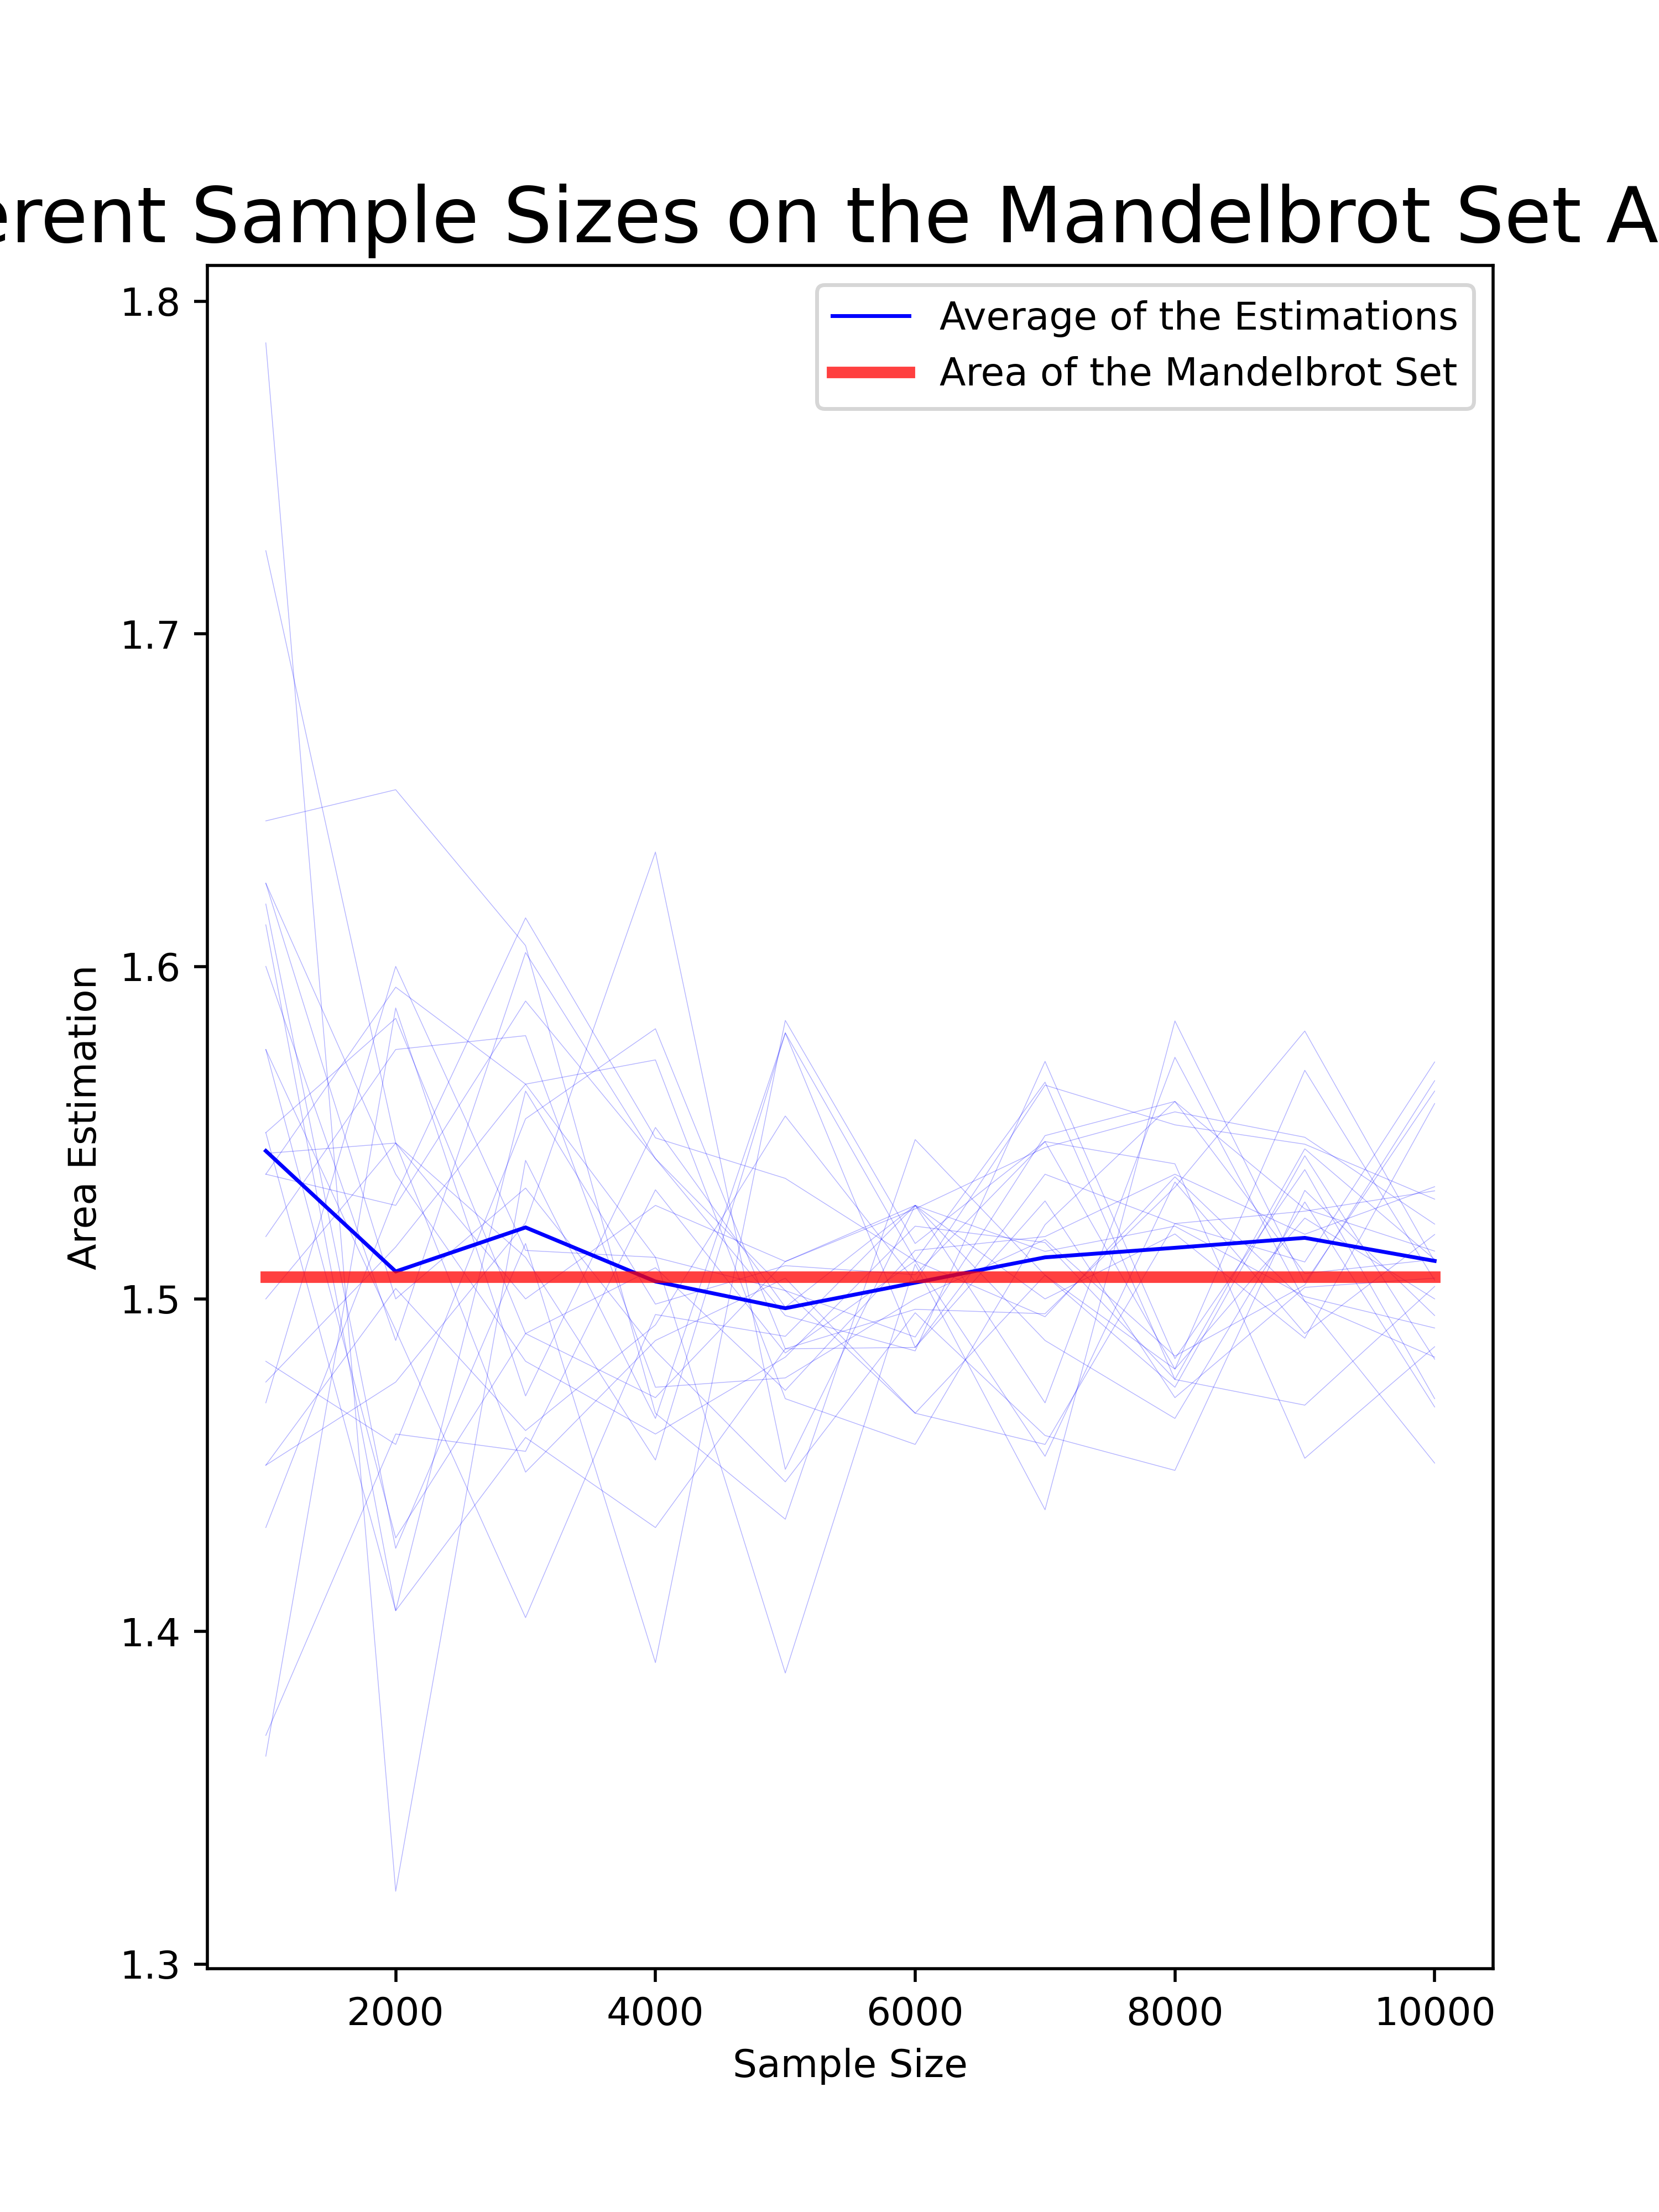 erent Sample Sizes on the Mandelbrot Set A
Average of the Estimations
Area of the Mandelbrot Set
1.8
1.7
1.6
1.5
1.4
1.3
Area Estimation
2000 4000 6000 8000 10000
Sample Size